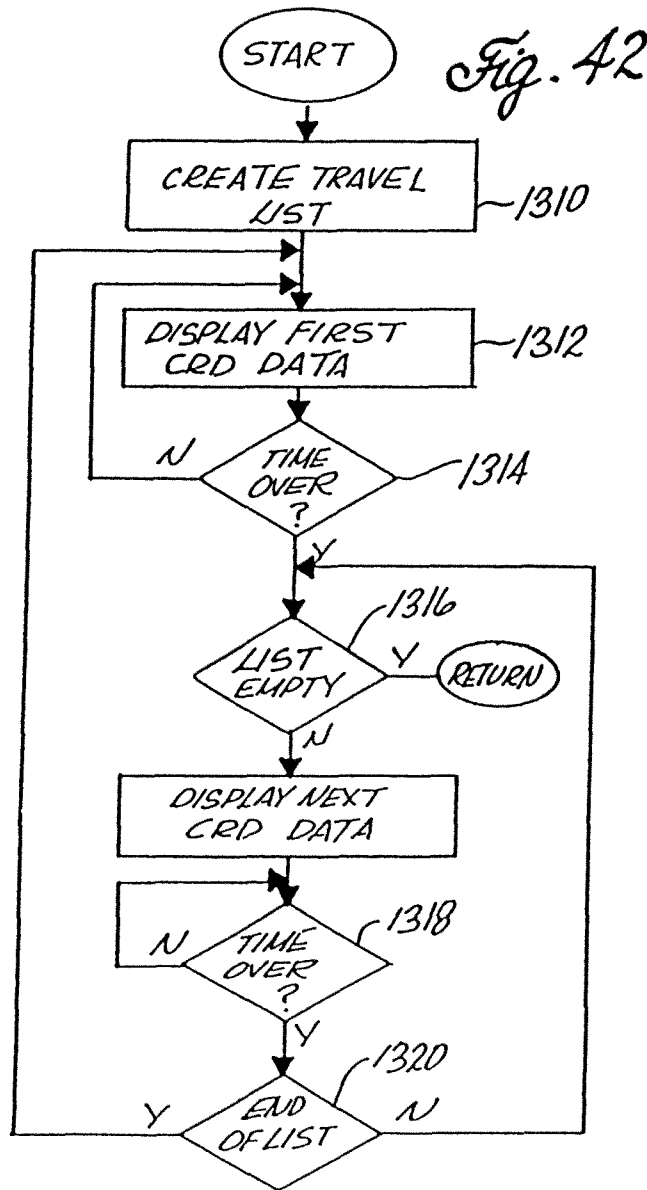 START
Fig. 42
CREATE TRAVEL
LIST
1310
DISPLAY FIRST
CRD DATA
1312
N
TIME
OVER
?
1314
Y
1316
LIST
EMPTY
Y
RETURN
N
DISPLAY NEXT
CRD DATA
1318
N
TIME
OVER
?
Y
1320
Y
END
OF LIST
N